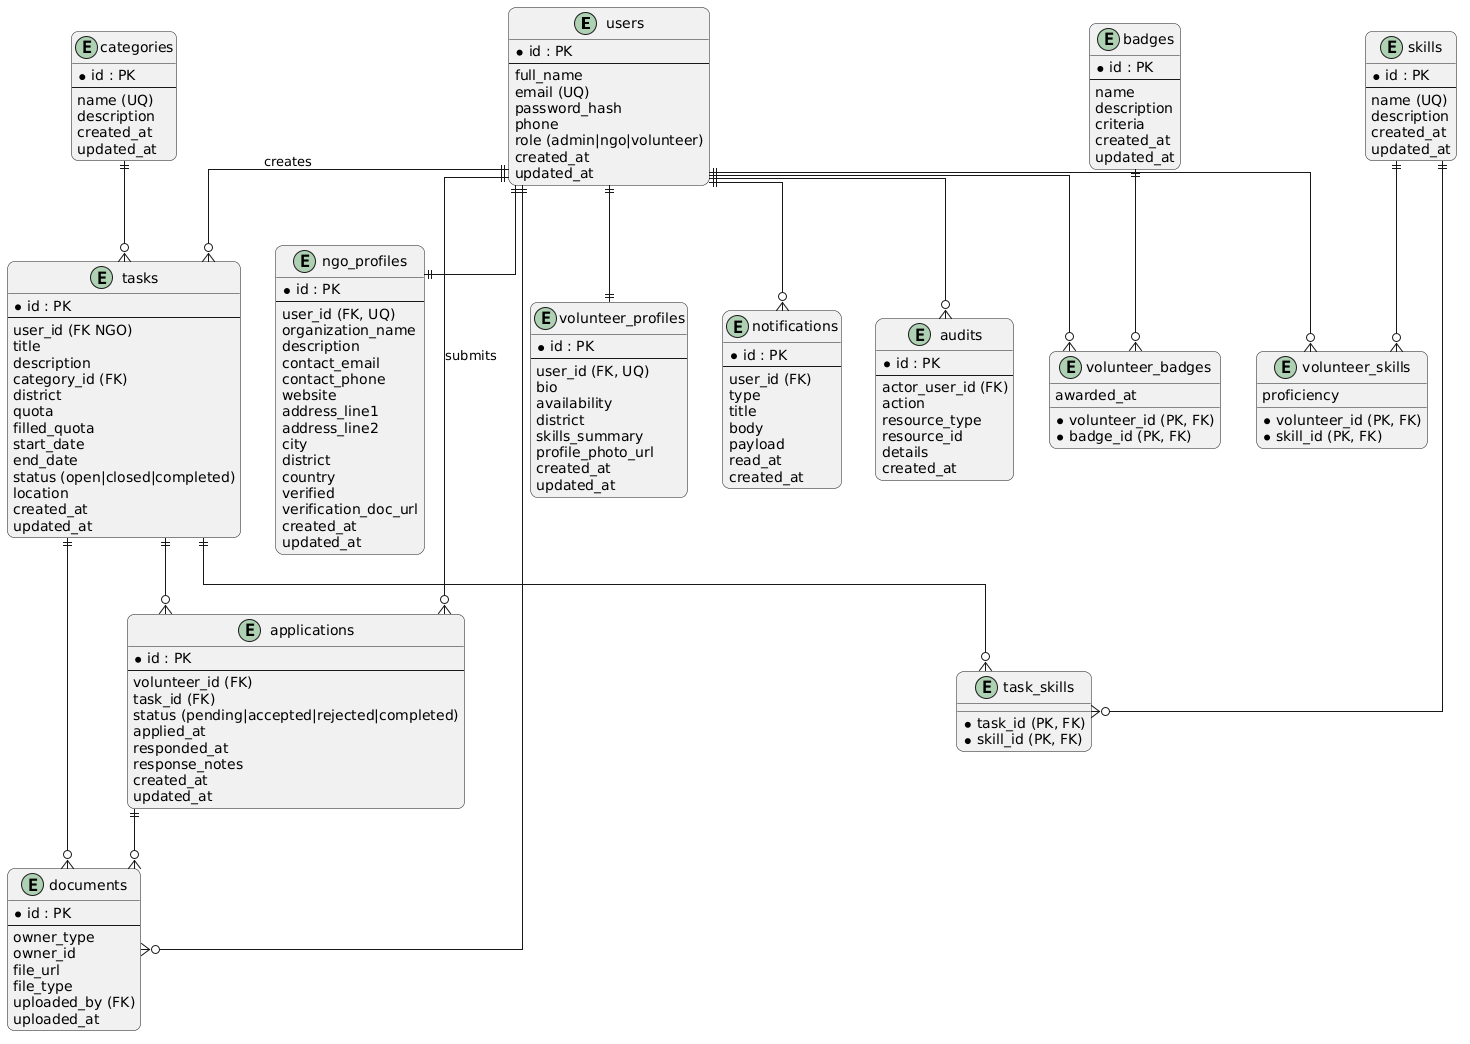 E users
* id : PK
full_name
email (UQ)
password_hash
phone
role (admin|ngo|volunteer)
created_at
updated_at
E categories
* id : PK
name (UQ)
description
created_at
updated_at
E badges
* id : PK
name
description
criteria
created_at
updated_at
E skills
* id : PK
name (UQ)
description
created_at
updated_at
creates
E tasks
* id : PK
user_id (FK NGO)
title
description
category_id (FK)
district
quota
filled_quota
start_date
end_date
status (open|closed|completed)
location
created_at
updated_at
E ngo_profiles
* id : PK
user_id (FK, UQ)
organization_name
description
contact_email
contact_phone
website
address_line1
address_line2
city
district
country
verified
verification_doc_url
created_at
updated_at
submits
E volunteer_profiles
* id : PK
user_id (FK, UQ)
bio
availability
district
skills_summary
profile_photo_url
created_at
updated_at
E notifications
* id : PK
user_id (FK)
type
title
body
payload
read_at
created_at
E audits
* id : PK
actor_user_id (FK)
action
resource_type
resource_id
details
created_at
E volunteer_badges
awarded_at
* volunteer_id (PK, FK)
* badge_id (PK, FK)
E volunteer_skills
proficiency
* volunteer_id (PK, FK)
* skill_id (PK, FK)
E applications
* id : PK
volunteer_id (FK)
task_id (FK)
status (pending|accepted|rejected|completed)
applied_at
responded_at
response_notes
created_at
updated_at
E task_skills
* task_id (PK, FK)
* skill_id (PK, FK)
E documents
* id : PK
owner_type
owner_id
file_url
file_type
uploaded_by (FK)
uploaded_at